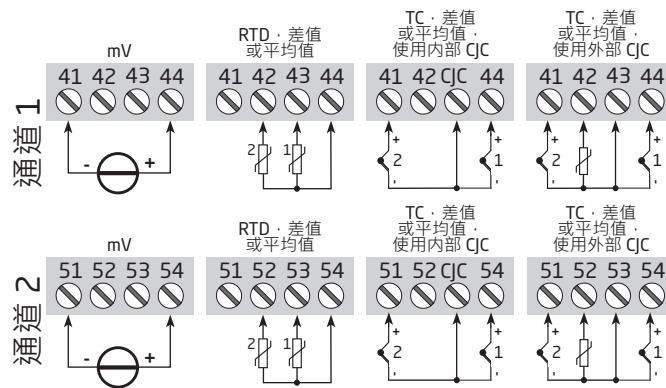 通道 1
mV
41 42 43 44
- +
RTD · 差值
或平均值
41 42 43 44
2 1
TC · 差值
或平均值 ·
使用内部 CJC
41 42 CJC 44
+ +
2 1
- -
TC · 差值
或平均值 ·
使用外部 CJC
41 42 43 44
+ +
2 1
- -
通道 2
mV
51 52 53 54
- +
RTD · 差值
或平均值
51 52 53 54
2 1
TC · 差值
或平均值 ·
使用内部 CJC
51 52 CJC 54
+ +
2 1
- -
TC · 差值
或平均值 ·
使用外部 CJC
51 52 53 54
+ +
2 1
- -